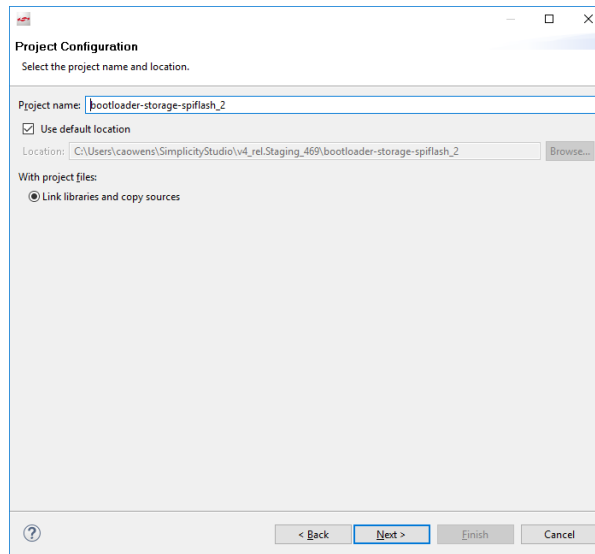 Project Configuration
Select the project name and location.
Project name: bootloader-storage-spiflash_2
Use default location
Location: C:\Users\caowens\SimplicityStudio\v4_rel.Staging_469\bootloader-storage-spiflash_2 Browse...
With project files:
Link libraries and copy sources
? < Back Next > Finish Cancel